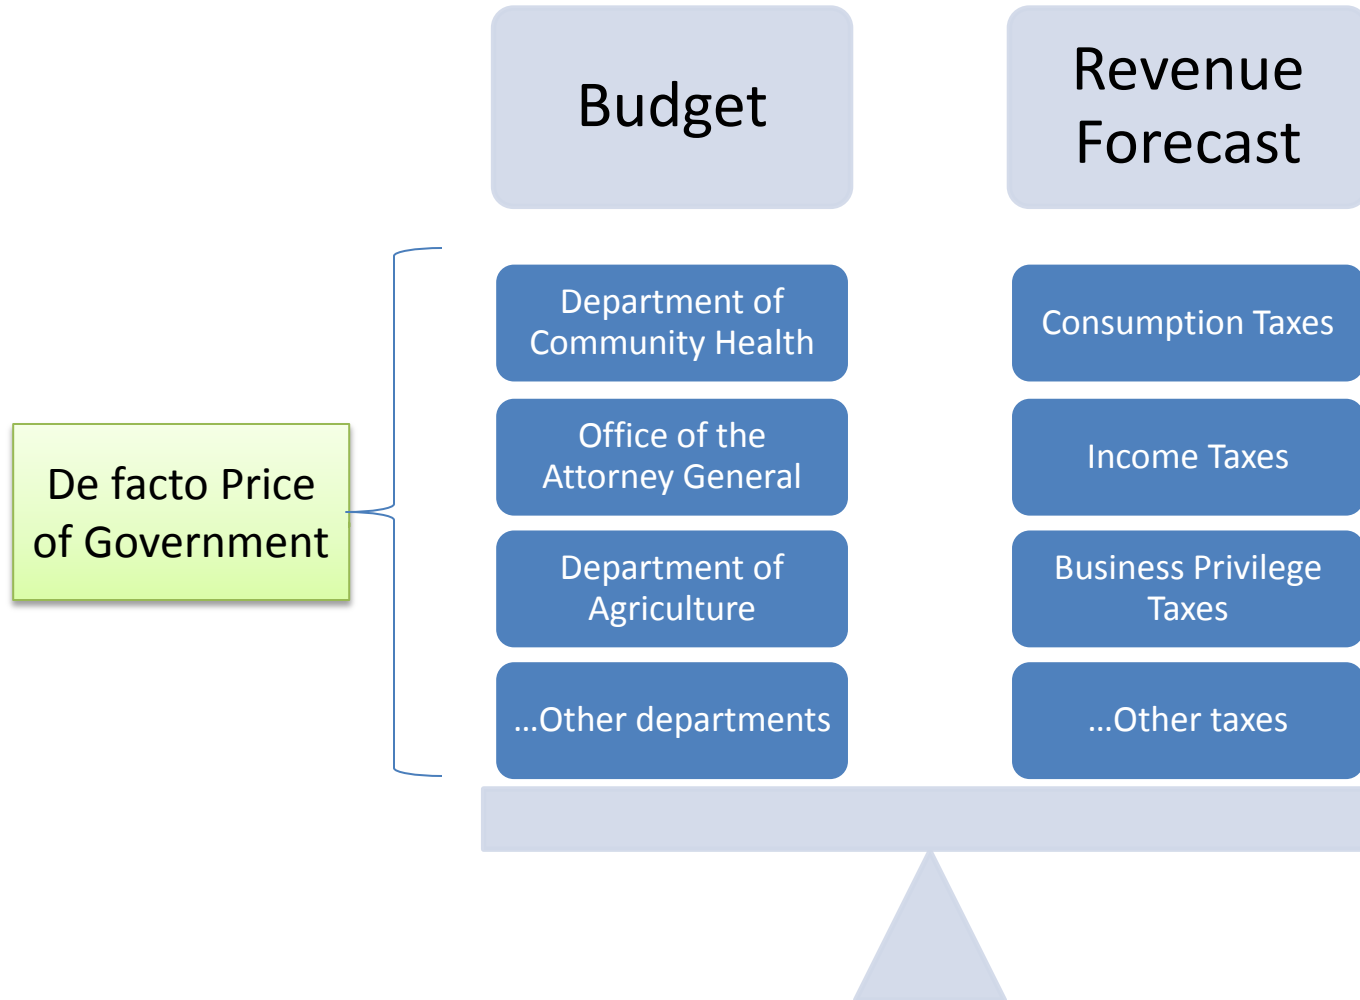 Budget
Revenue
Forecast
De facto Price
of Government
Department of
Community Health
Office of the
Attorney General
Department of
Agriculture
...Other departments
Consumption Taxes
Income Taxes
Business Privilege
Taxes
...Other taxes